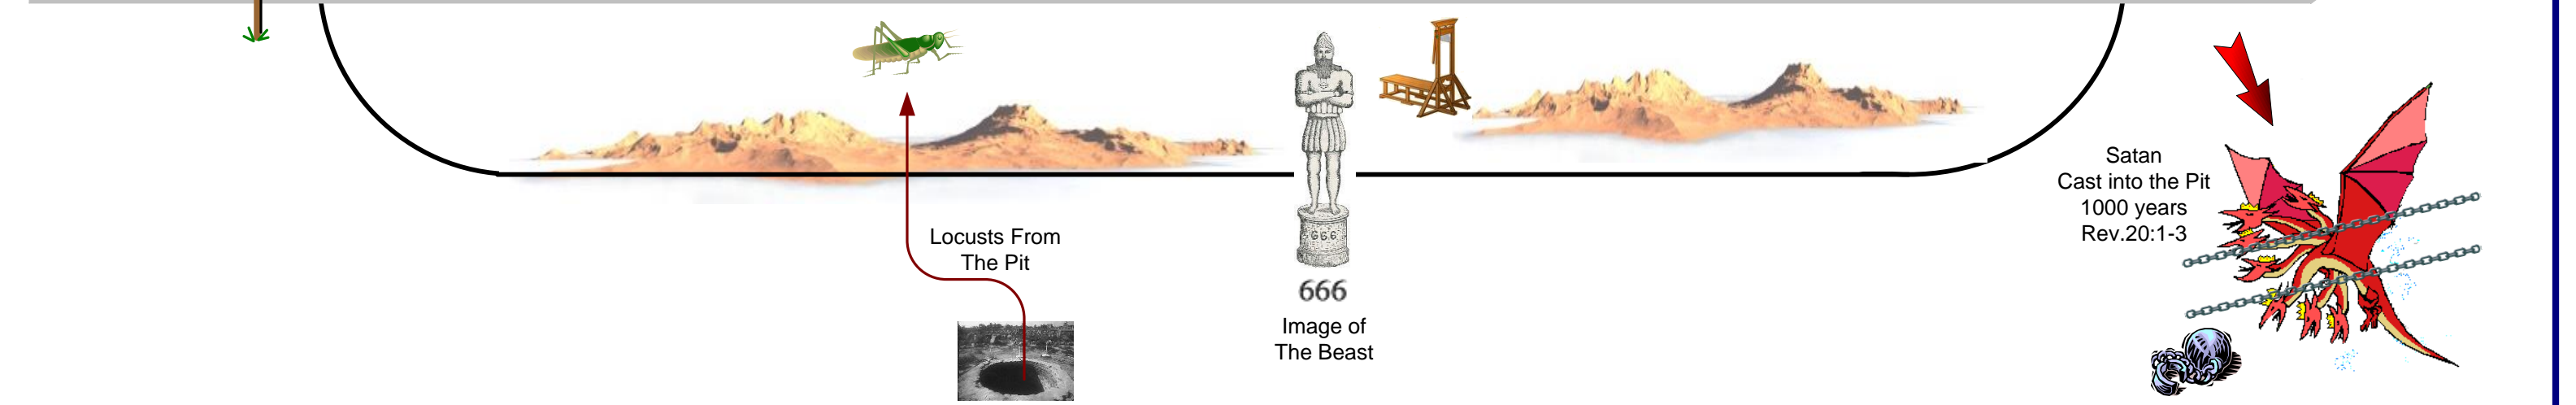 Locusts From
The Pit
666
666
Image of
The Beast
Satan
Cast into the Pit
1000 years
Rev.20:1-3